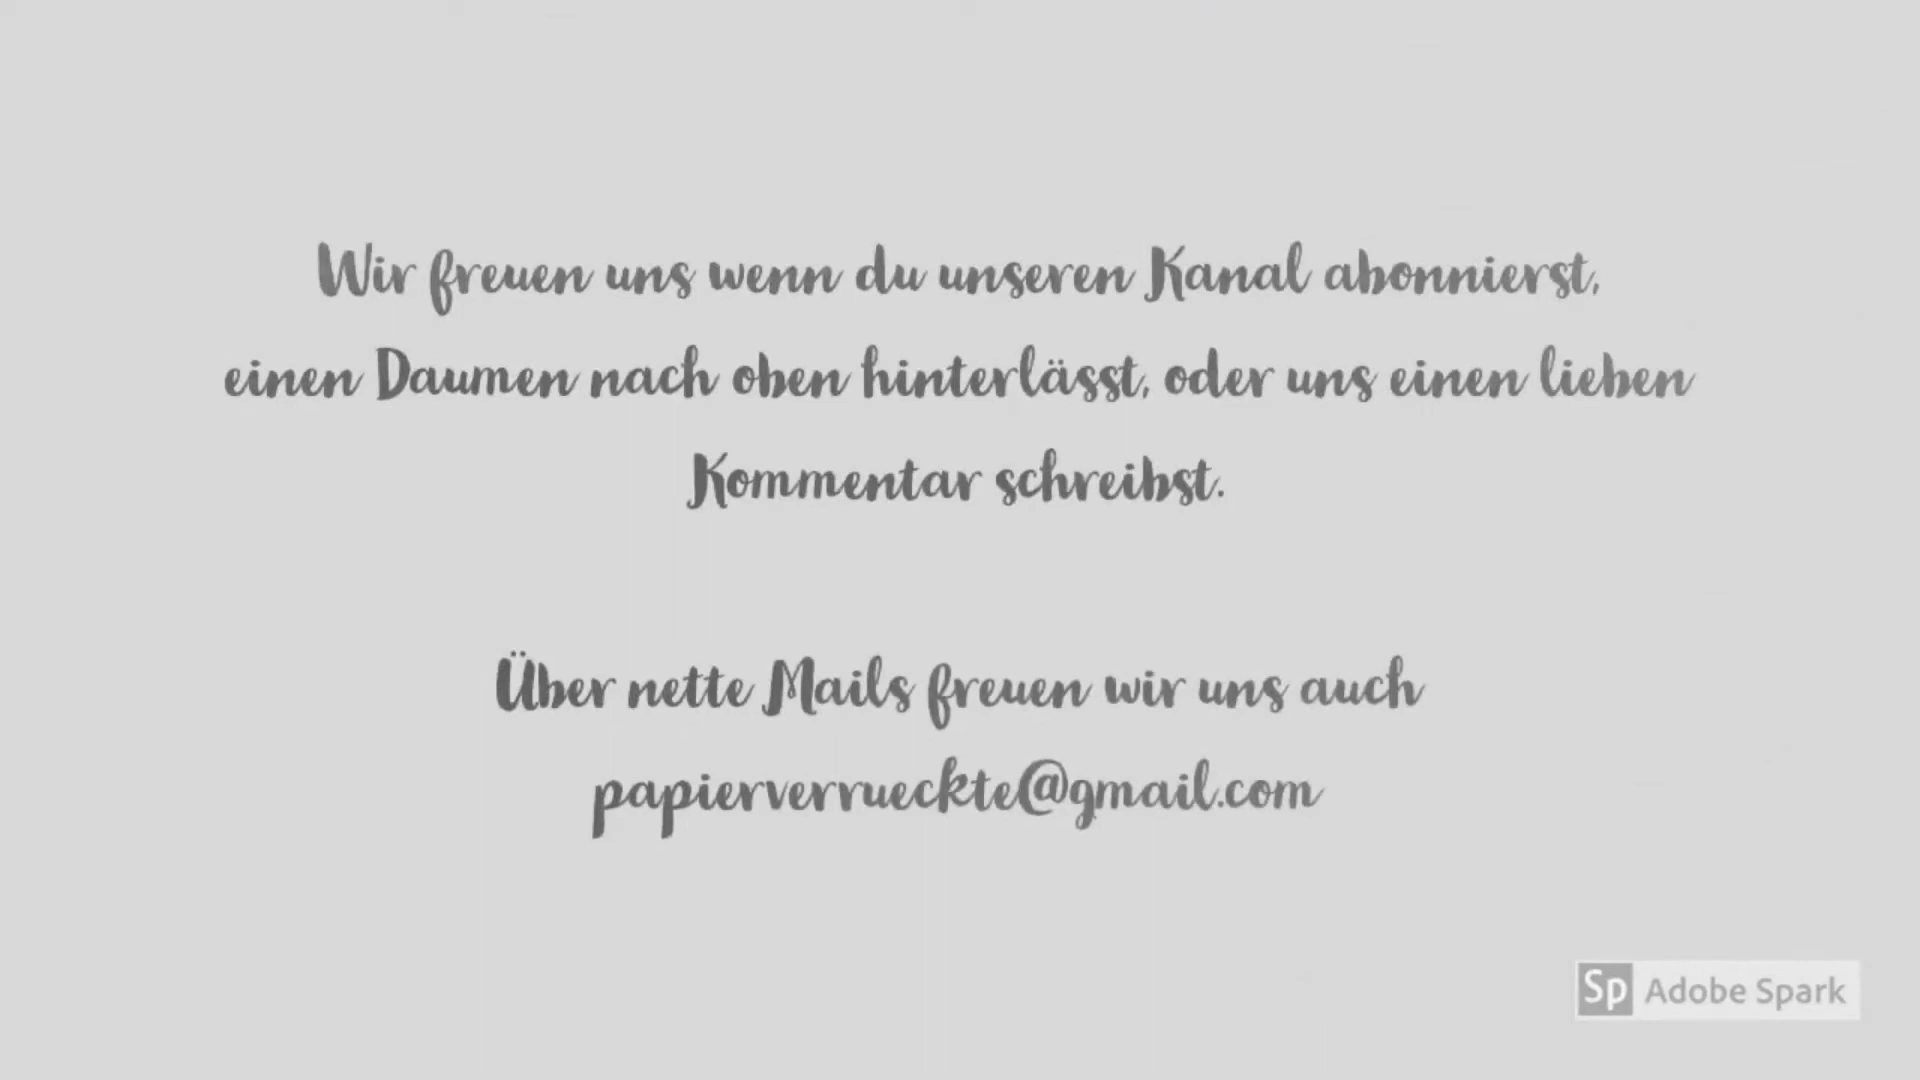 Wir freuen uns wenn du unseren Kanal abonnierst,
einen Daumen nach oben hinterlässt, oder uns einen lieben
Kommentar schreibst.
Über nette Mails freuen wir uns auch
papierverrueckte@gmail.com
Sp Adobe Spark